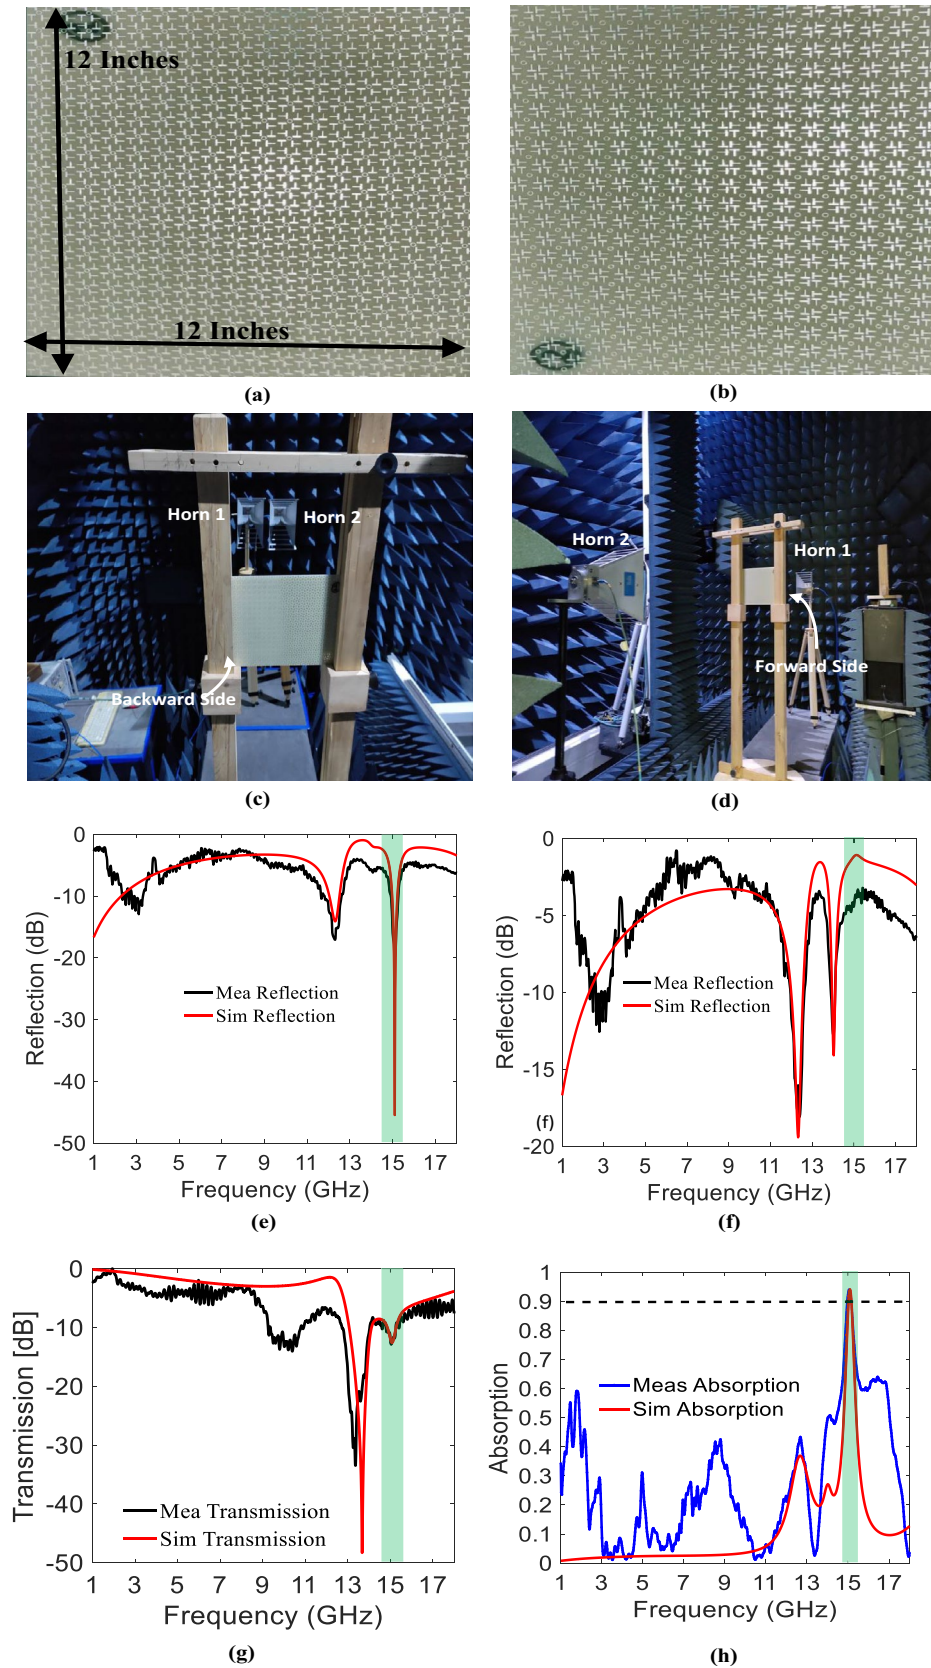 12 Inches
12 Inches
(a)
(b)
Horn 1
Horn 2
Backward Side
(c)
Horn 2
Horn 1
Forward Side
(d)
0
-10
-20
-30
-40
-50
Reflection (dB)
Mea Reflection
Sim Reflection
1 3 5 7 9 11 13 15 17
Frequency (GHz)
(e)
0
-5
-10
-15
-20
Reflection (dB)
Mea Reflection
Sim Reflection
(f)
1 3 5 7 9 11 13 15 17
Frequency (GHz)
(f)
0
-10
-20
-30
-40
-50
Transmission [dB]
Mea Transmission
Sim Transmission
1 3 5 7 9 11 13 15 17
Frequency (GHz)
(g)
1
0.9
0.8
0.7
0.6
0.5
0.4
0.3
0.2
0.1
0
Absorption
Meas Absorption
Sim Absorption
1 3 5 7 9 11 13 15 17
Frequency (GHz)
(h)